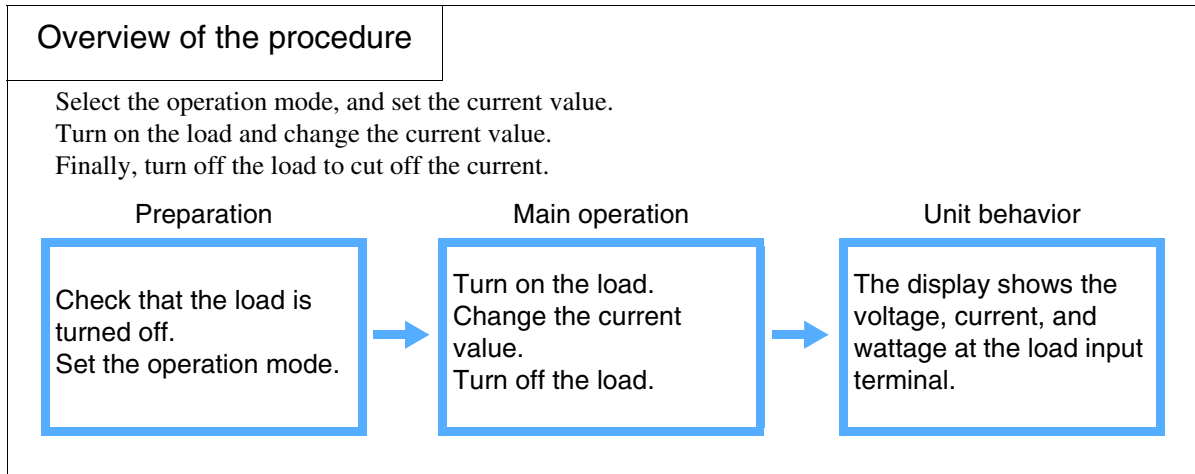 Overview of the procedure
Select the operation mode, and set the current value.
Turn on the load and change the current value.
Finally, turn off the load to cut off the current.
Preparation
Check that the load is
turned off.
Set the operation mode.
Main operation
Turn on the load.
Change the current
value.
Turn off the load.
Unit behavior
The display shows the
voltage, current, and
wattage at the load input
terminal.